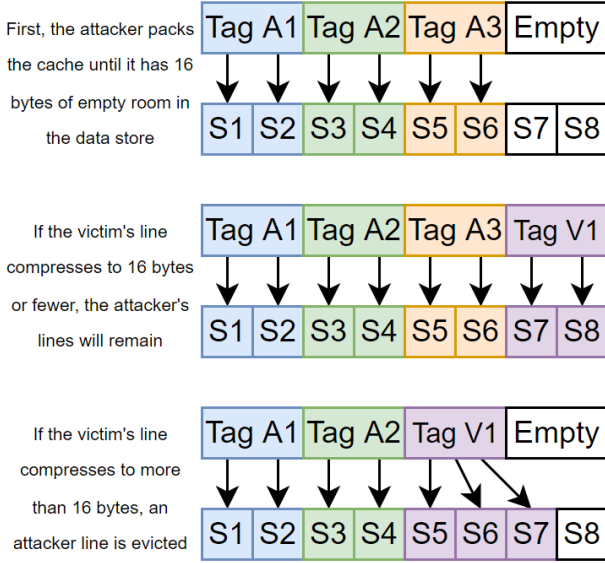 First, the attacker packs
the cache until it has 16
bytes of empty room in
the data store
Tag A1 Tag A2 Tag A3 Empty
S1 S2 S3 S4 S5 S6 S7 S8
If the victim's line
compresses to 16 bytes
or fewer, the attacker's
lines will remain
Tag A1 Tag A2 Tag A3 Tag V1
S1 S2 S3 S4 S5 S6 S7 S8
If the victim's line
compresses to more
than 16 bytes, an
attacker line is evicted
Tag A1 Tag A2 Tag V1 Empty
S1 S2 S3 S4 S5 S6 S7 S8